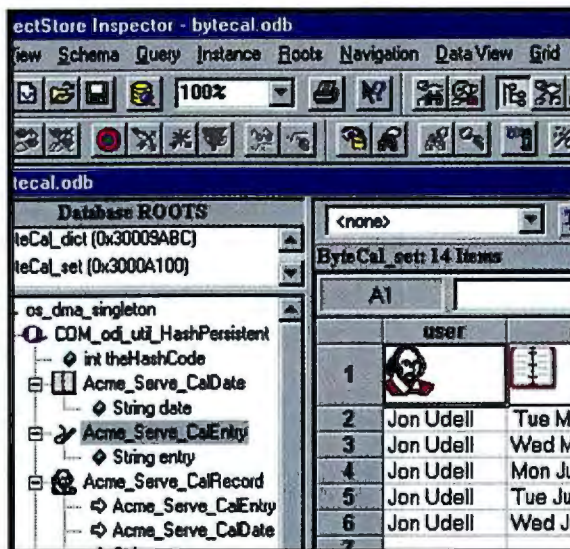 ectStore Inspector - bytecal.odb
iew Schema Query Instance Roots Navigation Data View Grid
100%
tecal.odb
Database ROOTS
teCal_dict (0x30009ABC)
teCal_set (0x3000A100)
os_dma_singleton
COM_odi_util_HashPersistent
int theHashCode
Acme_Serve_CalDate
String date
Acme_Serve_CalEntry
String entry
Acme_Serve_CalRecord
Acme_Serve_CalEntry
Acme_Serve_CalDate
<none>
ByteCal_set: 14 Items
A1
user
1
2 Jon Udell Tue M
3 Jon Udell Wed M
4 Jon Udell Mon Ju
5 Jon Udell Tue Ju
6 Jon Udell Wed J
7